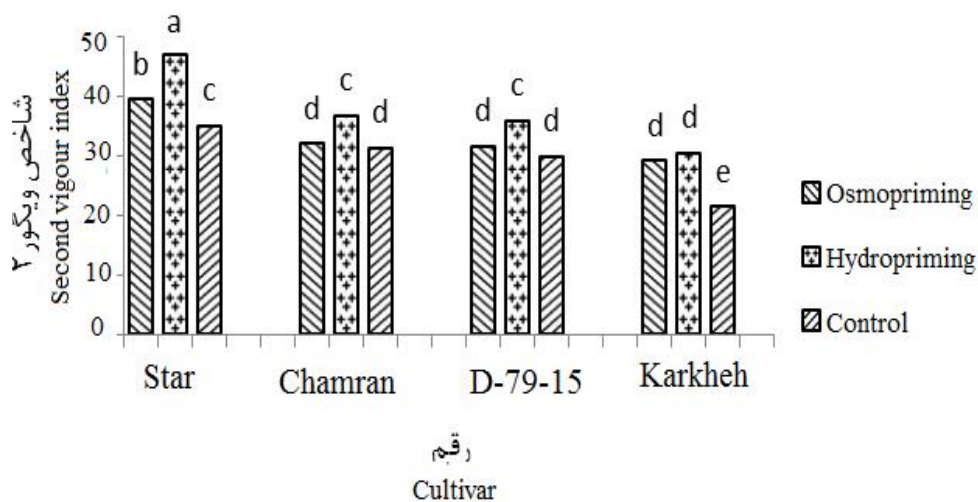 شاخص ویگور ۲
Second vigour index
50
40
30
20
10
0
b
a
c
d
c
d
d
c
d
d
d
e
Star
Chamran
D-79-15
Karkheh
رقم
Cultivar
Osmopriming
Hydropriming
Control